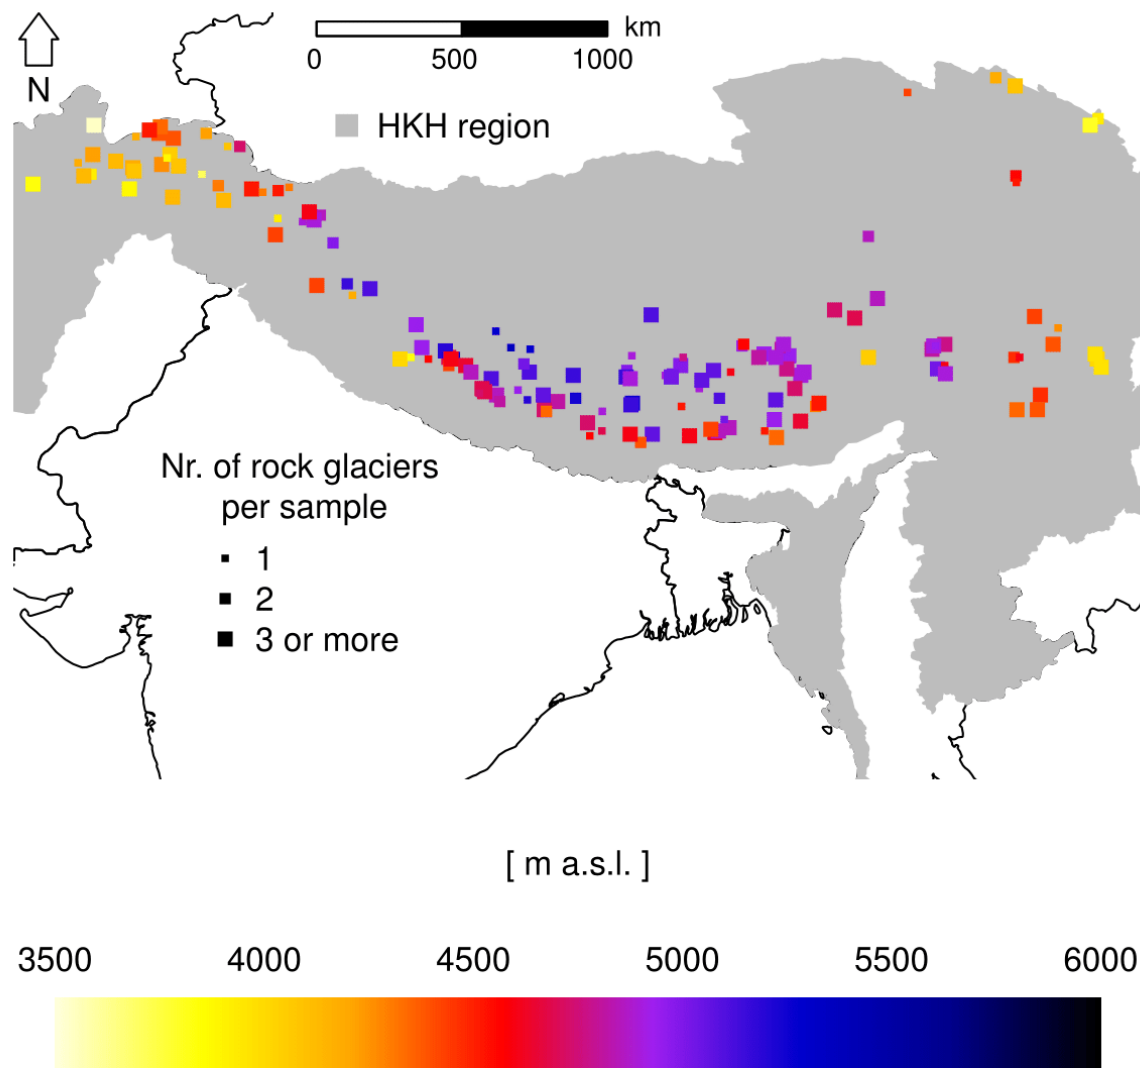 km
0 500 1000
N
HKH region
Nr. of rock glaciers
per sample
1
2
3 or more
[ m a.s.l. ]
3500 4000 4500 5000 5500 6000